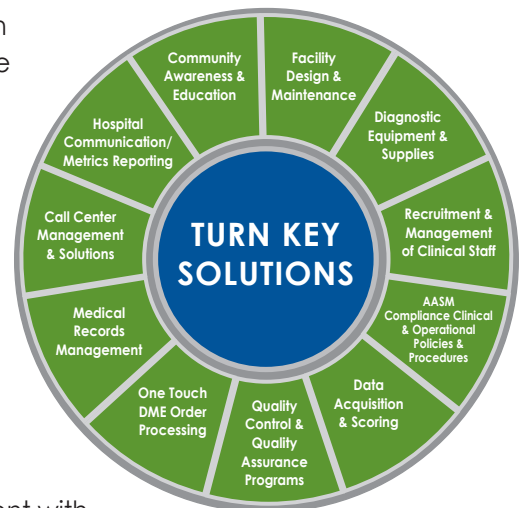 n
e
Community
Awareness &
Education
Facility
Design &
Maintenance
Diagnostic
Equipment &
Supplies
Recruitment &
Management
of Clinical Staff
AASM
Compliance Clinical
& Operational
Policies &
Procedures
Data
Acquisition
& Scoring
Quality
Control &
Quality
Assurance
Programs
One Touch
DME Order
Processing
Medical
Records
Management
Call Center
Management
& Solutions
Hospital
Communication/
Metrics Reporting
TURN KEY
SOLUTIONS
with